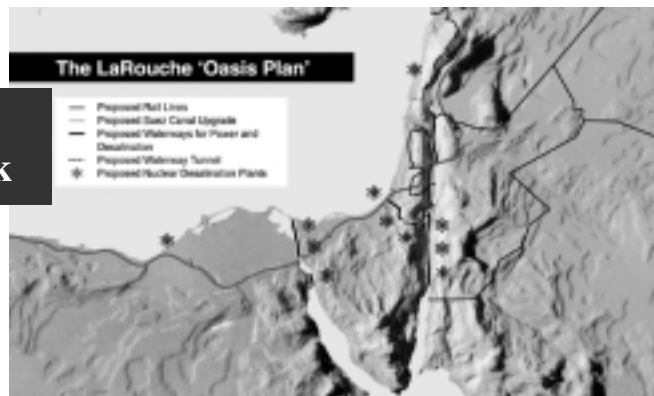 The LaRouche 'Oasis Plan'
Proposed Rail Lines
Proposed Suez Canal Upgrade
Proposed Waterways for Power and
Desalination
Proposed Waterway Tunnel
Proposed Nuclear Desalination Plants
k